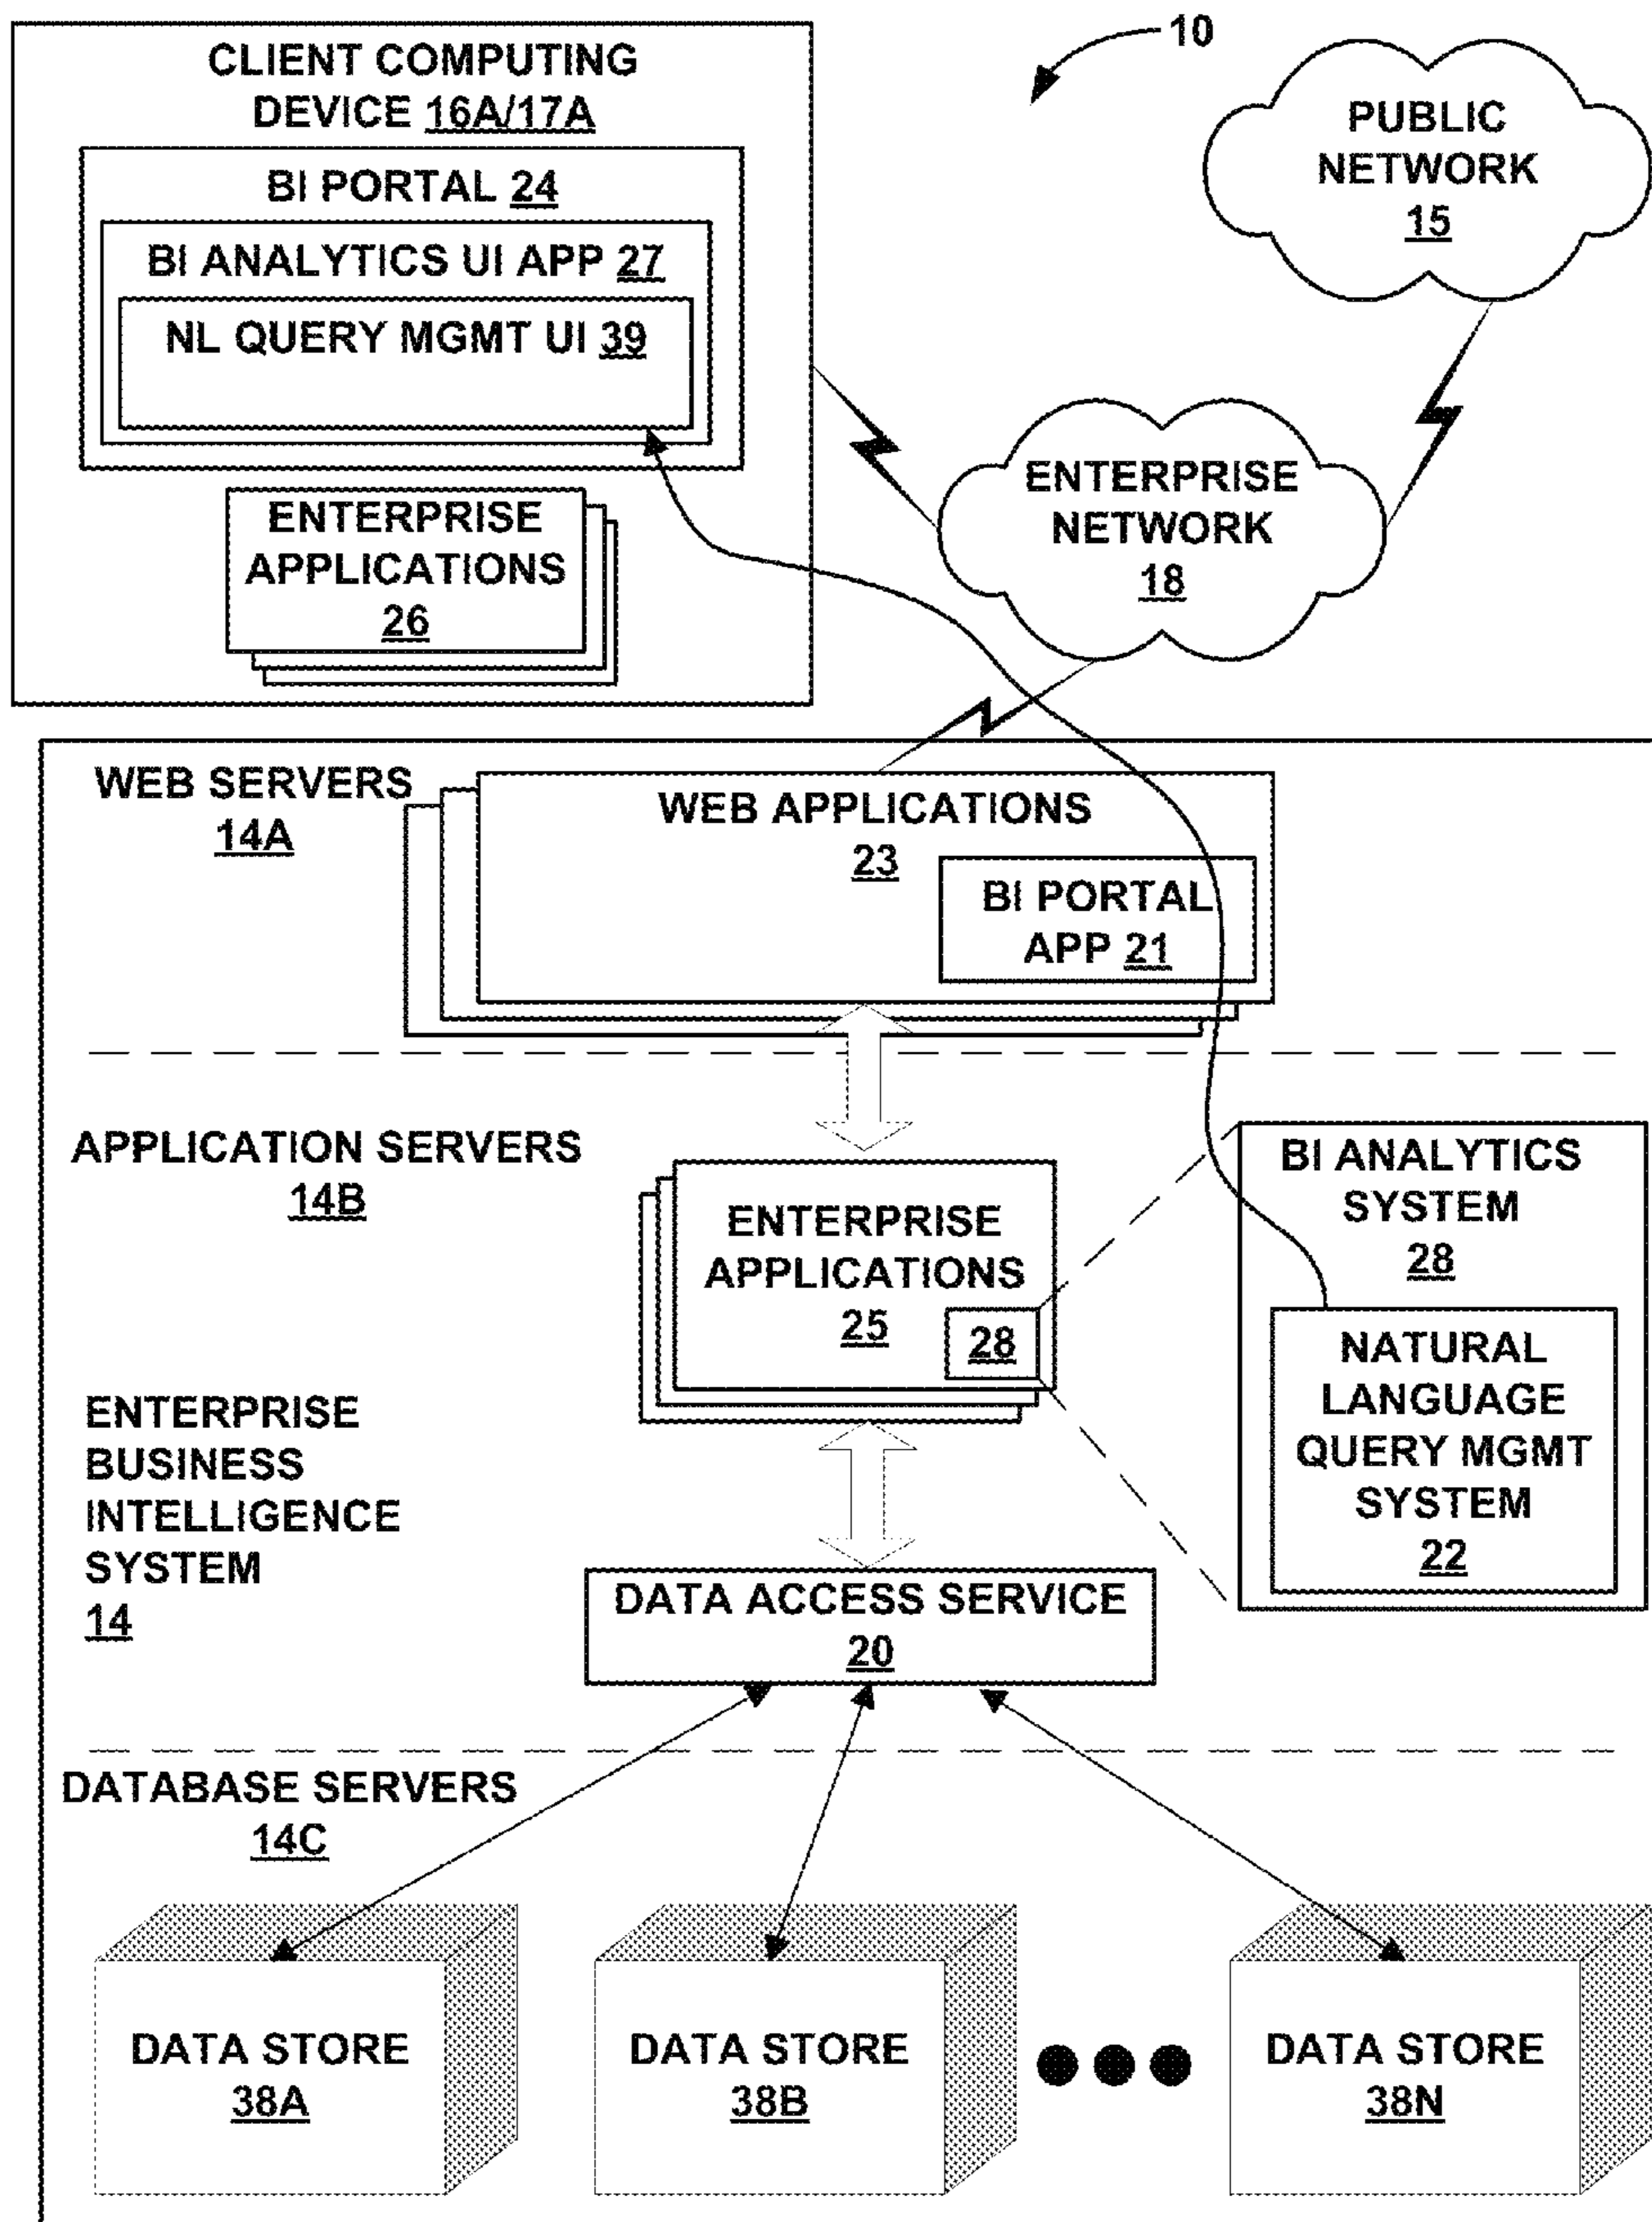 10
CLIENT COMPUTING
DEVICE 16A/17A
BI PORTAL 24
BI ANALYTICS UI APP 27
NL QUERY MGMT UI 39
ENTERPRISE
APPLICATIONS
26
PUBLIC
NETWORK
15
ENTERPRISE
NETWORK
18
WEB SERVERS
14A
WEB APPLICATIONS
23
BI PORTAL
APP 21
APPLICATION SERVERS
14B
ENTERPRISE
APPLICATIONS
25
28
BI ANALYTICS
SYSTEM
28
NATURAL
LANGUAGE
QUERY MGMT
SYSTEM
22
ENTERPRISE
BUSINESS
INTELLIGENCE
SYSTEM
14
DATA ACCESS SERVICE
20
DATABASE SERVERS
14C
DATA STORE
38A
DATA STORE
38B
DATA STORE
38N